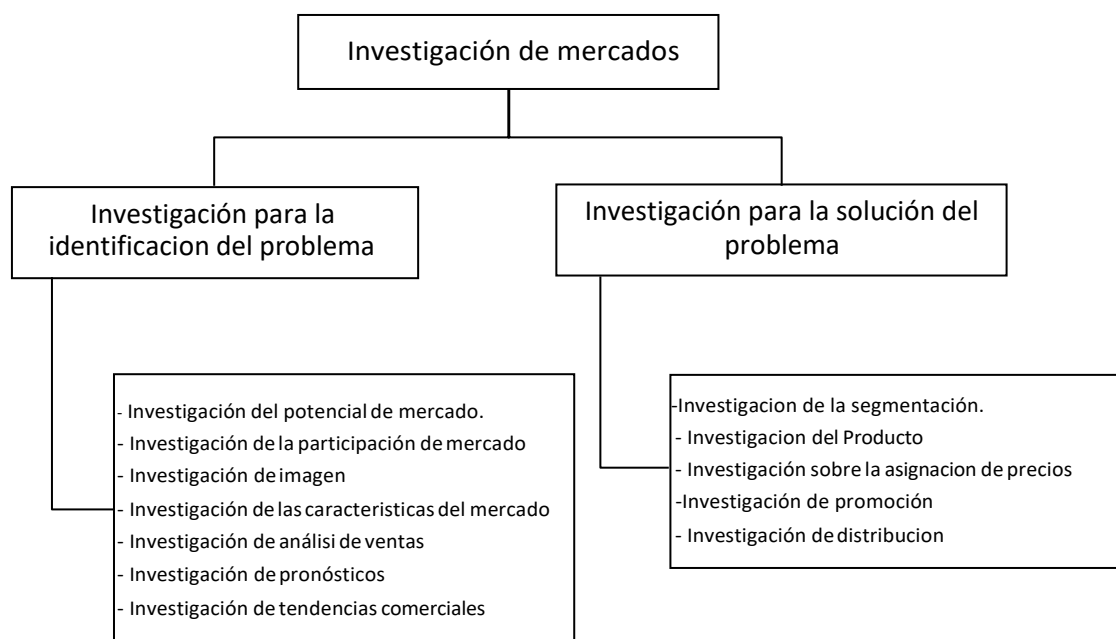 Investigación de mercados
Investigación para la
identificacion del problema
Investigación para la solución del
problema
- Investigación del potencial de mercado.
- Investigación de la participación de mercado
- Investigación de imagen
- Investigación de las caracteristicas del mercado
- Investigación de análisi de ventas
- Investigación de pronósticos
- Investigación de tendencias comerciales
-Investigacion de la segmentación.
- Investigacion del Producto
- Investigación sobre la asignacion de precios
-Investigación de promoción
- Investigación de distribucion